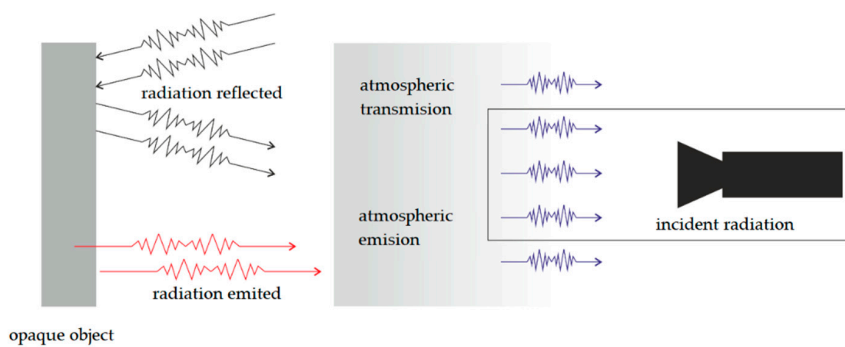 radiation reflected
atmospheric
transmision
atmospheric
emision
incident radiation
radiation emited
opaque object